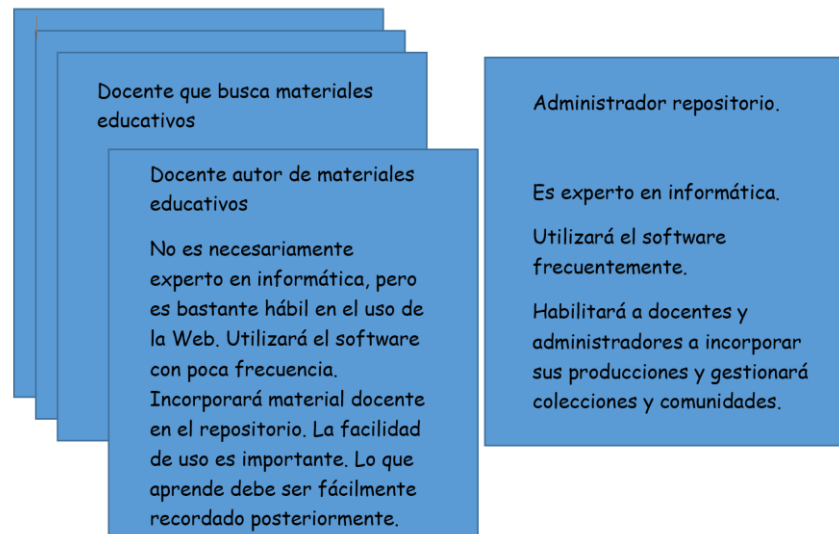 Docente que busca materiales
educativos
Docente autor de materiales
educativos
No es necesariamente
experto en informática, pero
es bastante hábil en el uso de
la Web. Utilizará el software
con poca frecuencia.
Incorporará material docente
en el repositorio. La facilidad
de uso es importante. Lo que
aprende debe ser fácilmente
recordado posteriormente.
Administrador repositorio.
Es experto en informática.
Utilizará el software
frecuentemente.
Habilitará a docentes y
administradores a incorporar
sus producciones y gestionará
colecciones y comunidades.